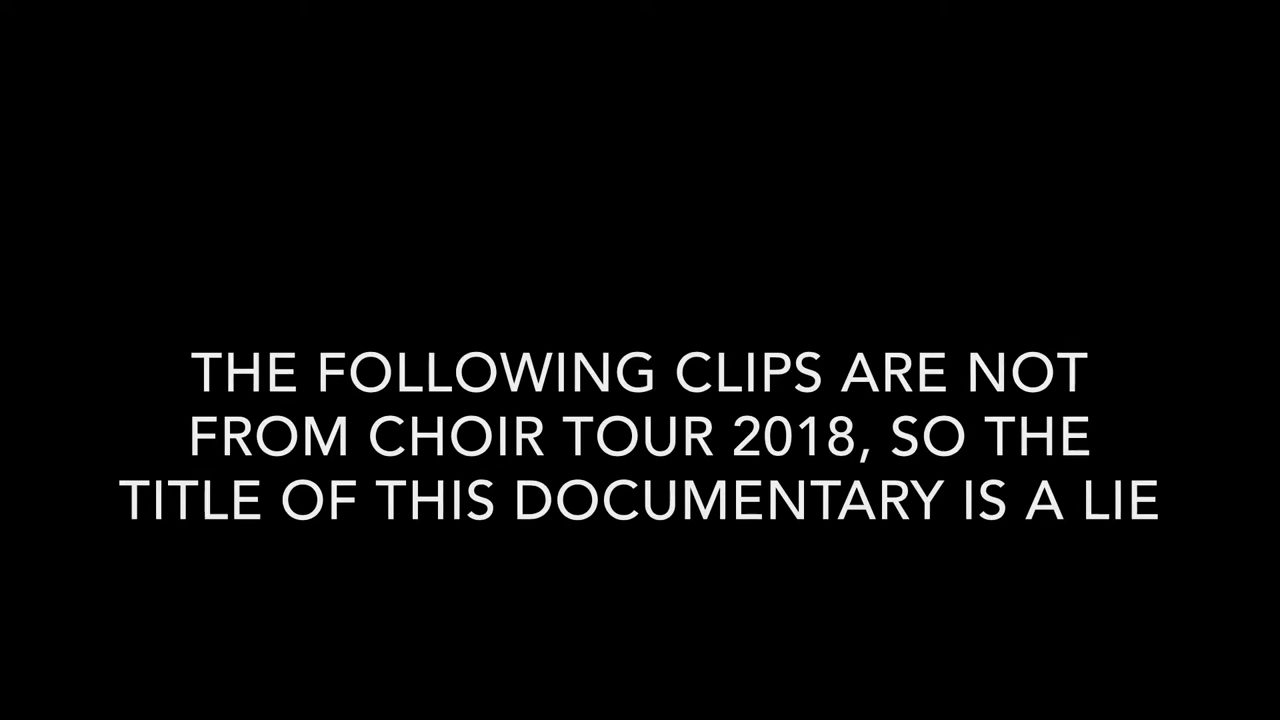 THE FOLLOWING CLIPS ARE NOT
FROM CHOIR TOUR 2018, SO THE
TITLE OF THIS DOCUMENTARY IS A LIE